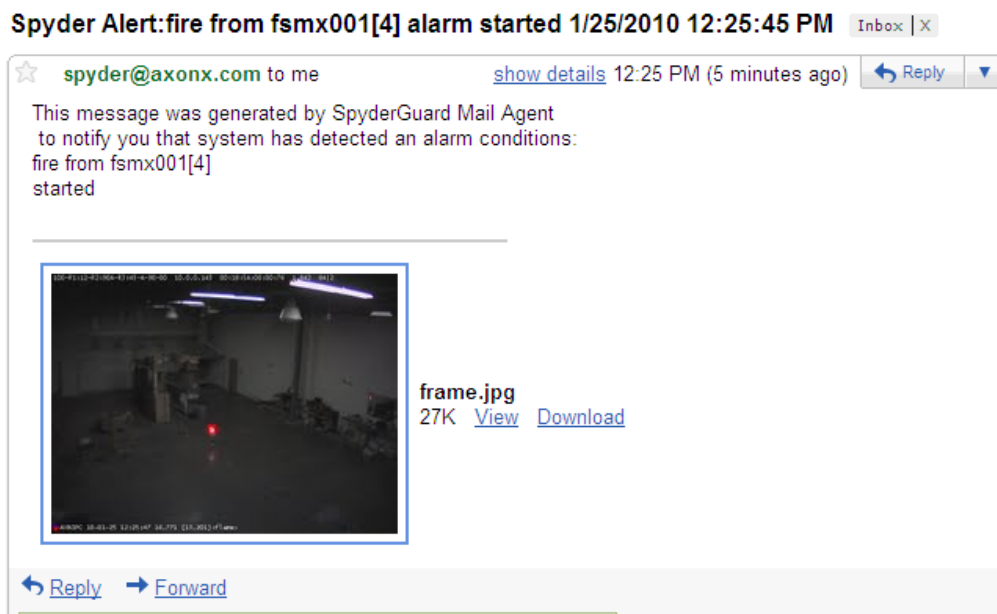 Spyder Alert:fire from fsmx001[4] alarm started 1/25/2010 12:25:45 PM Inbox | X
spyder@axonx.com to me show details 12:25 PM (5 minutes ago) Reply
This message was generated by SpyderGuard Mail Agent
to notify you that system has detected an alarm conditions:
fire from fsmx001[4]
started
frame.jpg
27K View Download
Reply Forward